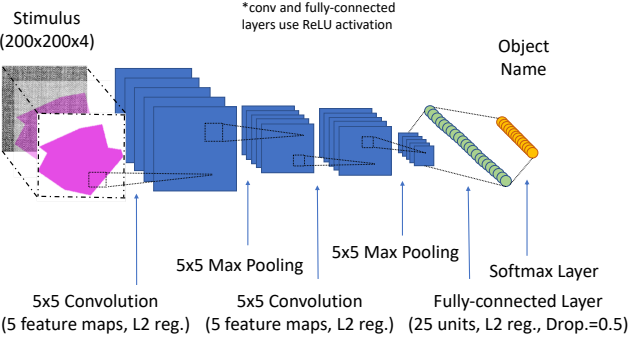 Stimulus
(200x200x4)
*conv and fully-connected
layers use ReLU activation
Object
Name
5x5 Max Pooling
5x5 Max Pooling
Softmax Layer
5x5 Convolution
(5 feature maps, L2 reg.)
5x5 Convolution
(5 feature maps, L2 reg.)
Fully-connected Layer
(25 units, L2 reg., Drop.=0.5)